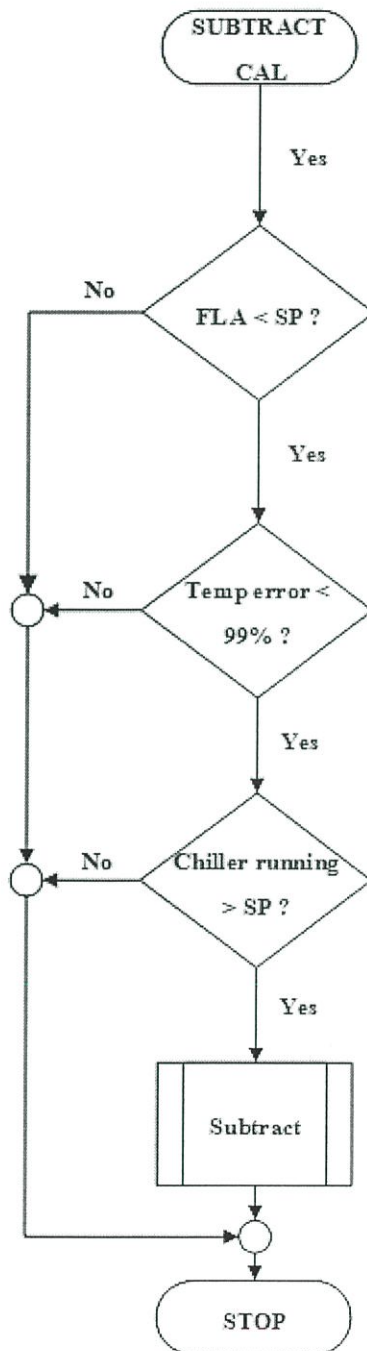 SUBTRACT
CAL
Yes
No
FLA < SP ?
Yes
No
Temp error <
99% ?
Yes
No
Chiller running
> SP ?
Yes
Subtract
STOP